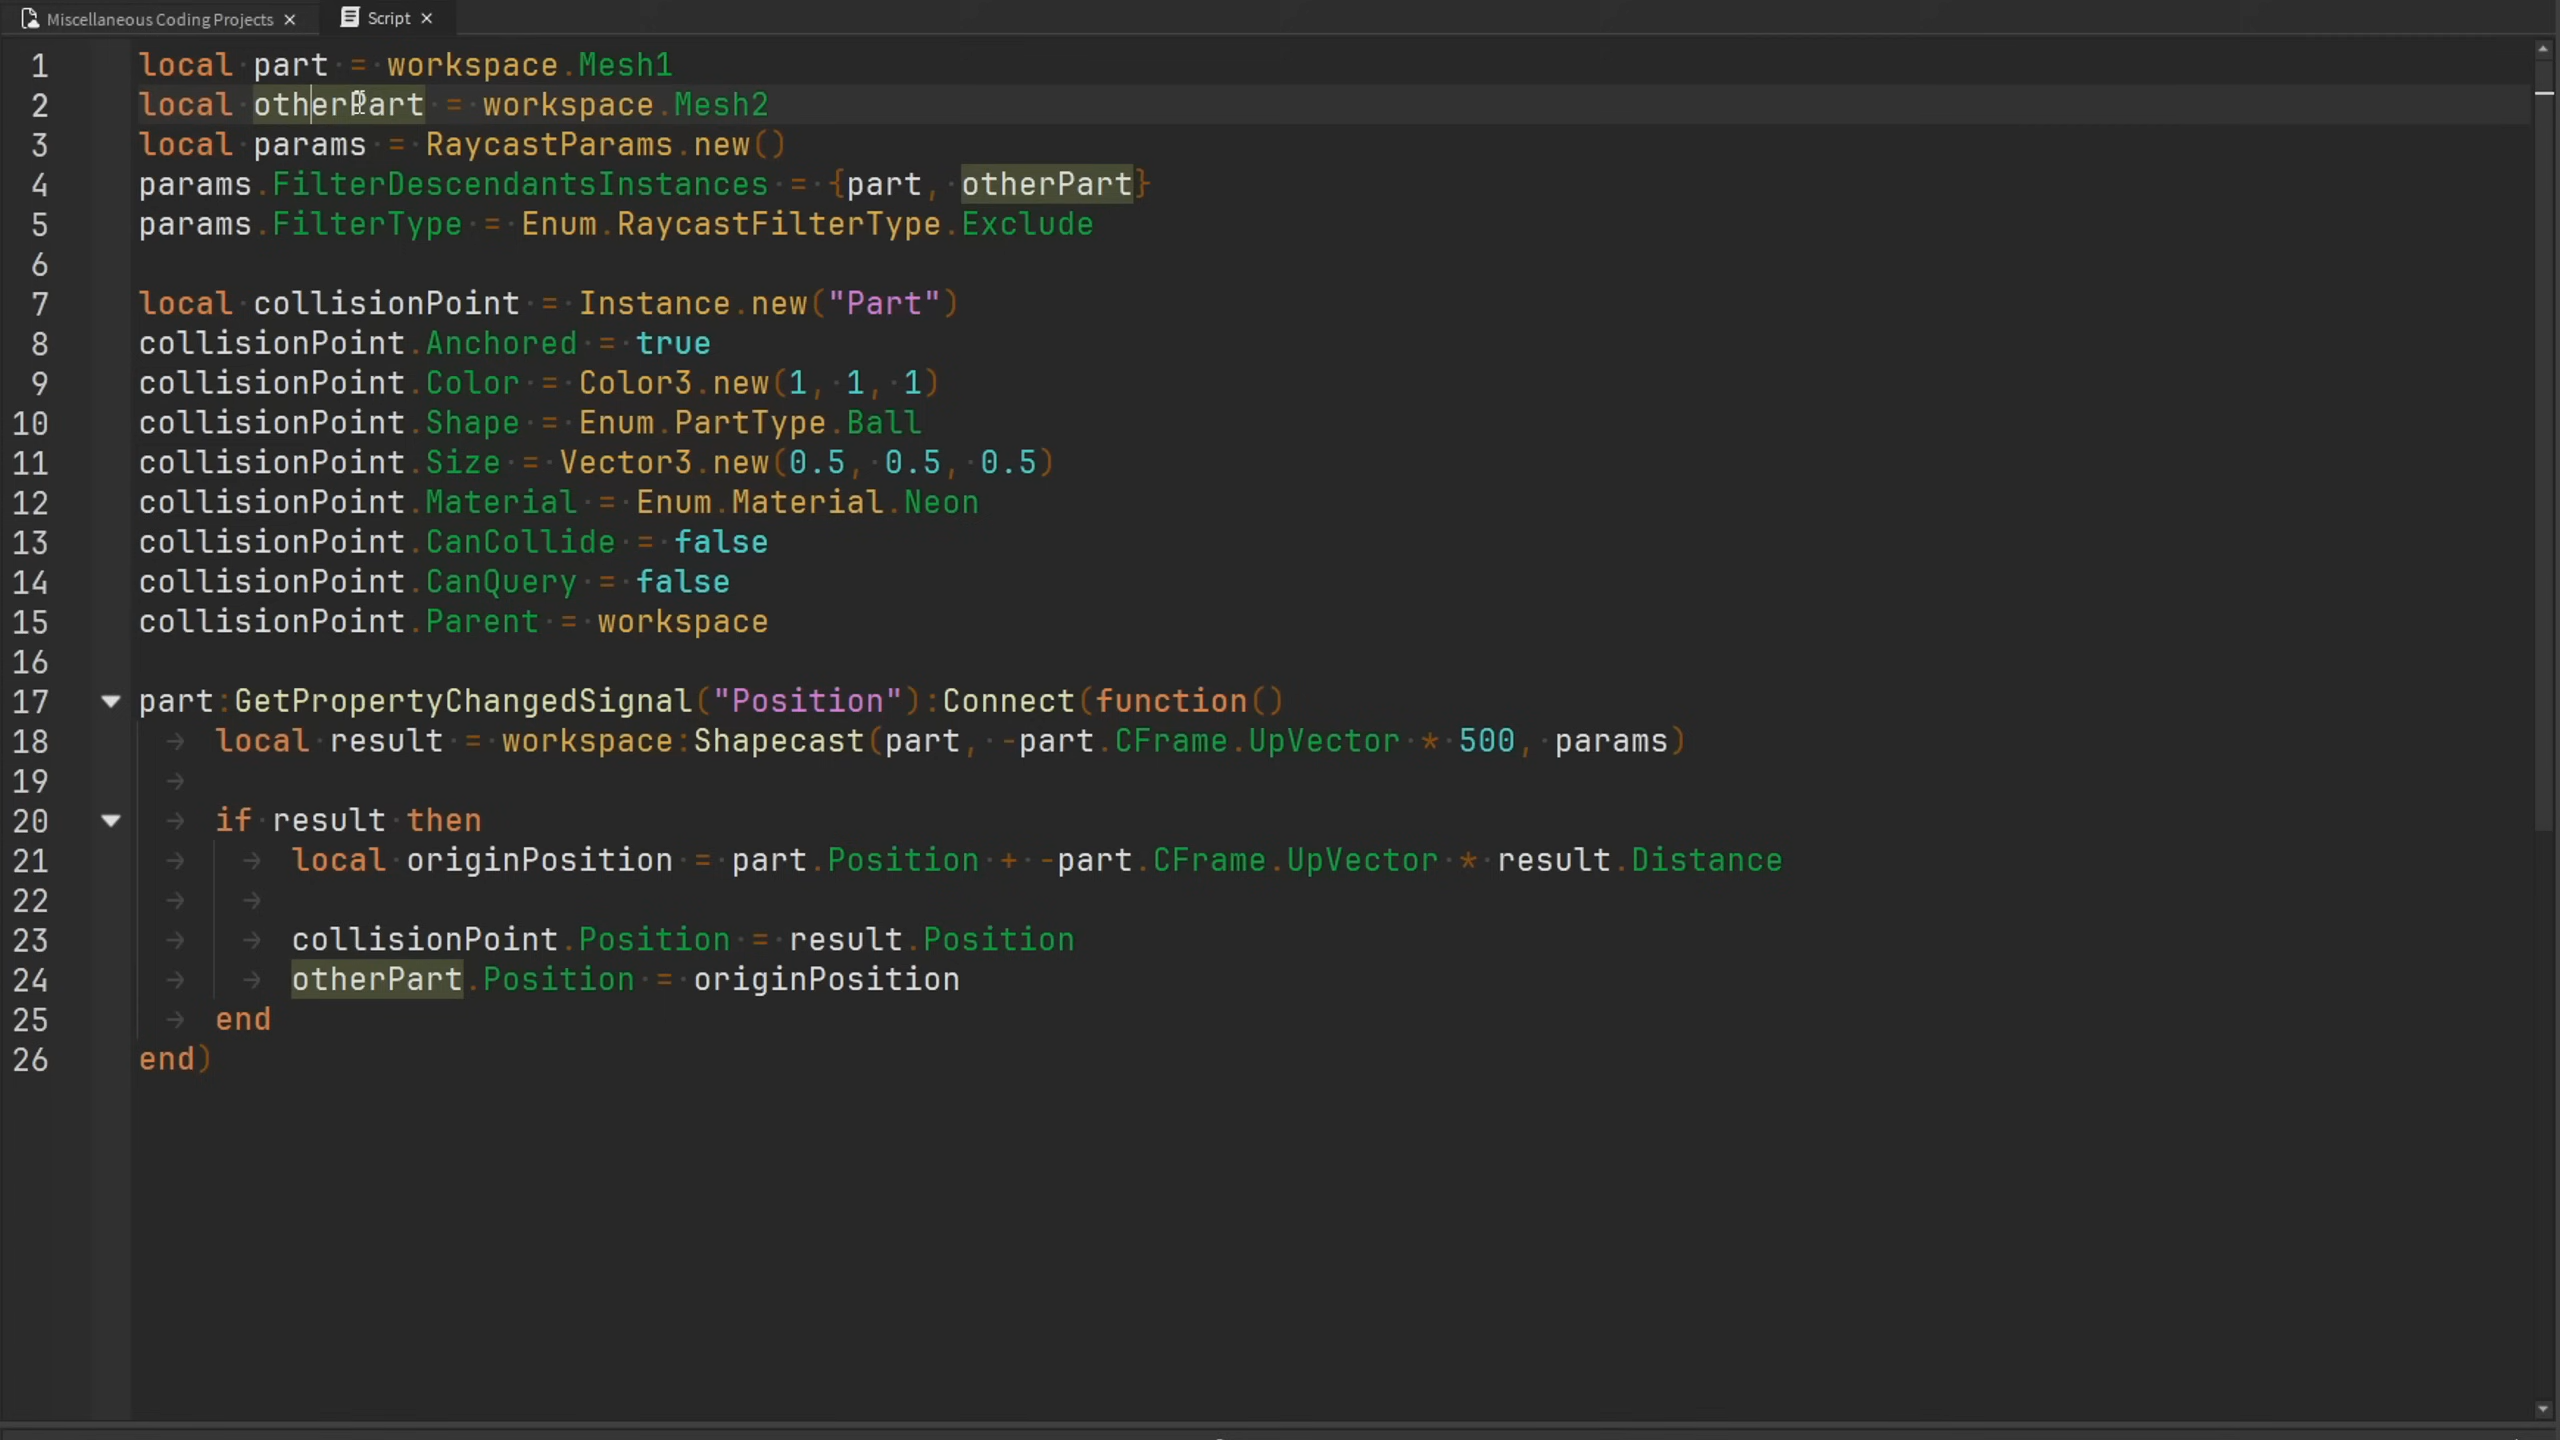 Miscellaneous Coding Projects
Script
1 local part = workspace.Mesh1
2 local otherPart = workspace.Mesh2
3 local params = RaycastParams.new()
4 params.FilterDescendantsInstances = {part, otherPart}
5 params.FilterType = Enum.RaycastFilterType.Exclude
6
7 local collisionPoint = Instance.new("Part")
8 collisionPoint.Anchored = true
9 collisionPoint.Color = Color3.new(1, 1, 1)
10 collisionPoint.Shape = Enum.PartType.Ball
11 collisionPoint.Size = Vector3.new(0.5, 0.5, 0.5)
12 collisionPoint.Material = Enum.Material.Neon
13 collisionPoint.CanCollide = false
14 collisionPoint.CanQuery = false
15 collisionPoint.Parent = workspace
16
17 part:GetPropertyChangedSignal("Position"):Connect(function()
18 local result = workspace:Shapecast(part, -part.CFrame.UpVector * 500, params)
19
20 if result then
21 local originPosition = part.Position + -part.CFrame.UpVector * result.Distance
22
23 collisionPoint.Position = result.Position
24 otherPart.Position = originPosition
25 end
26 end)